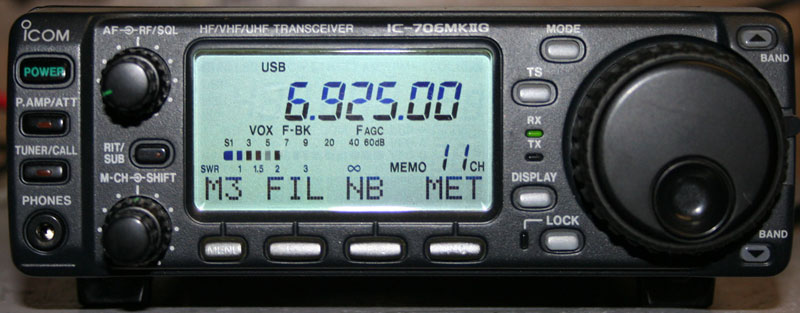 ICOM
AF RF/SQL
HF/VHF/UHF TRANSCEIVER
IC-706MKIIG
MODE
BAND
POWER
USB
6.925.00
TS
P.AMP/ATT
VOX F-BK FAGC
RX
TX
S1 3 5 7 9 20 40 60dB
TUNER/CALL
RIT/
SUB
MEMO 11CH
SWR 1 1.5 2 3 ∞
M-CH SHIFT
M3 FIL NB MET
DISPLAY
PHONES
LOCK
BAND
MENU